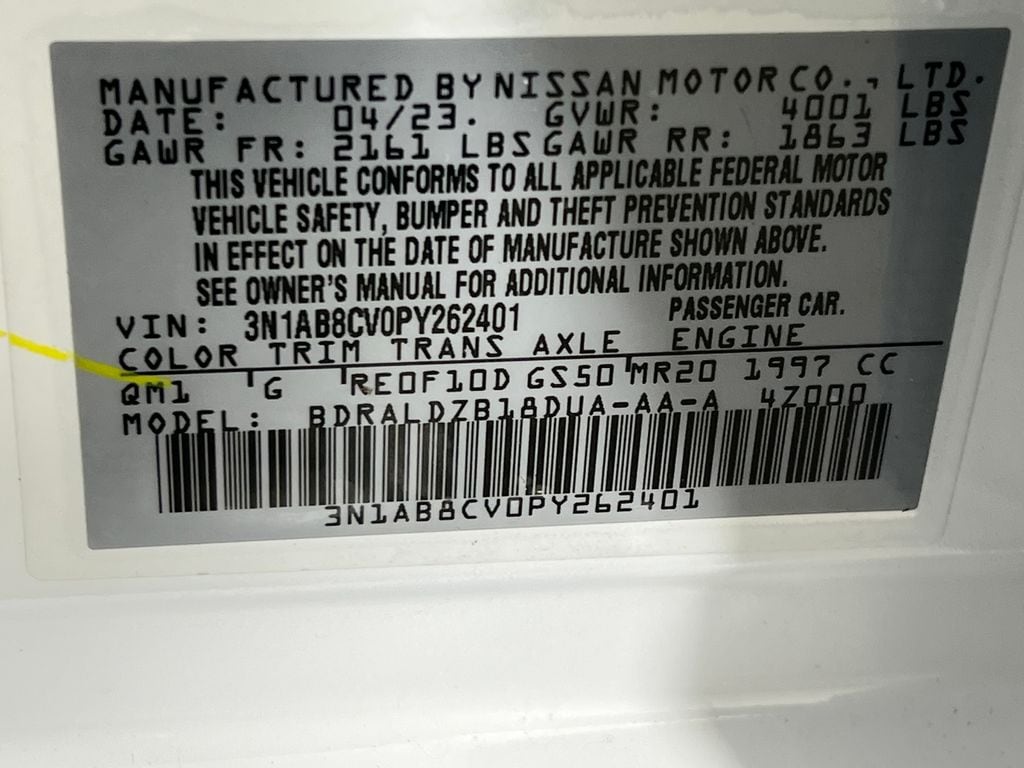 MANUFACTURED BY NISSAN MOTOR CO., LTD.
DATE: 04/23. GVWR: 4001 LBS
GAWR FR: 2161 LBS GAWR RR: 1863 LBS
THIS VEHICLE CONFORMS TO ALL APPLICABLE FEDERAL MOTOR
VEHICLE SAFETY, BUMPER AND THEFT PREVENTION STANDARDS
IN EFFECT ON THE DATE OF MANUFACTURE SHOWN ABOVE.
SEE OWNER'S MANUAL FOR ADDITIONAL INFORMATION.
VIN: 3N1AB8CV0PY262401 PASSENGER CAR.
COLOR TRIM TRANS AXLE ENGINE
QM1 G RE0F10D GS50 MR20 1997 CC
MODEL: BDRALDZB18DUA-AA-A 4Z000
3N1AB8CV0PY262401